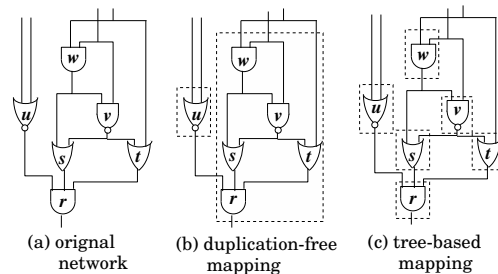 w
u
v
s
t
r
(a) orignal
network
w
u
v
s
t
r
(b) duplication-free
mapping
w
u
v
s
t
r
(c) tree-based
mapping